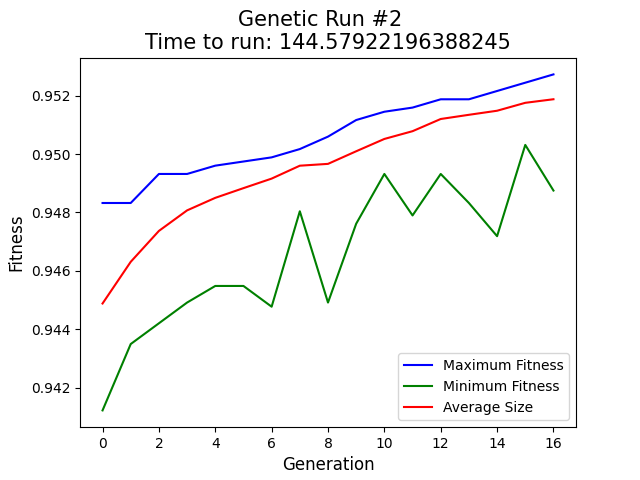 Genetic Run #2
Time to run: 144.57922196388245
0.952
0.950
0.948
0.946
0.944
0.942
Fitness
Maximum Fitness
Minimum Fitness
Average Size
0 2 4 6 8 10 12 14 16
Generation